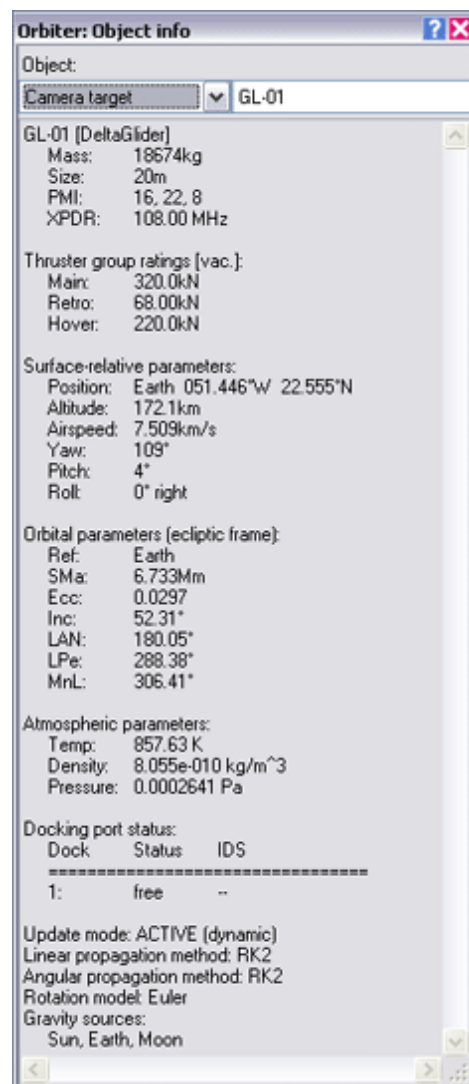 Orbiter: Object info
Object:
Camera target GL-01
GL-01 [DeltaGlider]
Mass: 18674kg
Size: 20m
PMI: 16, 22, 8
XPDR: 108.00 MHz
Thruster group ratings [vac.]:
Main: 320.0kN
Retro: 68.00kN
Hover: 220.0kN
Surface-relative parameters:
Position: Earth 051.446°W 22.555°N
Altitude: 172.1km
Airspeed: 7.509km/s
Yaw: 109°
Pitch: 4°
Roll: 0° right
Orbital parameters (ecliptic frame):
Ref: Earth
SMa: 6.733Mm
Ecc: 0.0297
Inc: 52.31°
LAN: 180.05°
LPe: 288.38°
MnL: 306.41°
Atmospheric parameters:
Temp: 857.63 K
Density: 8.055e-010 kg/m^3
Pressure: 0.0002641 Pa
Docking port status:
Dock Status IDS
==================================
1: free --
Update mode: ACTIVE (dynamic)
Linear propagation method: RK2
Angular propagation method: RK2
Rotation model: Euler
Gravity sources:
Sun, Earth, Moon